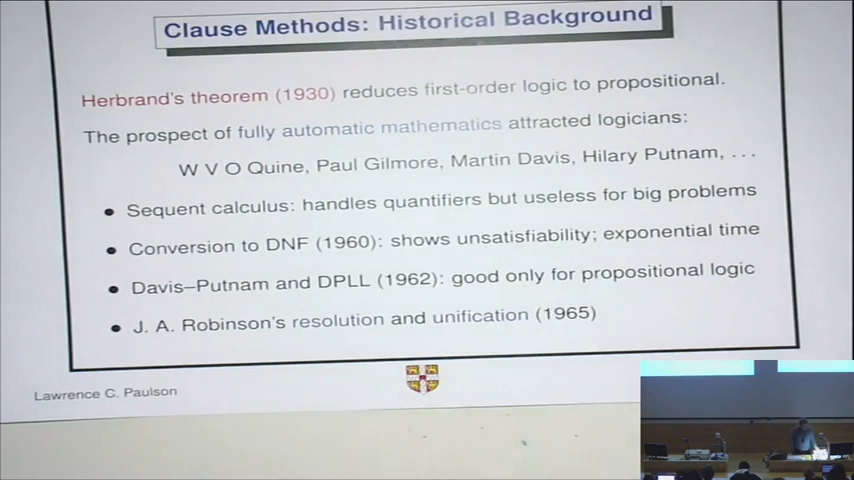 Clause Methods: Historical Background
Herbrand's theorem (1930) reduces first-order logic to propositional.
The prospect of fully automatic mathematics attracted logicians:
W V O Quine, Paul Gilmore, Martin Davis, Hilary Putnam, ...
• Sequent calculus: handles quantifiers but useless for big problems
• Conversion to DNF (1960): shows unsatisfiability; exponential time
• Davis–Putnam and DPLL (1962): good only for propositional logic
• J. A. Robinson's resolution and unification (1965)
Lawrence C. Paulson